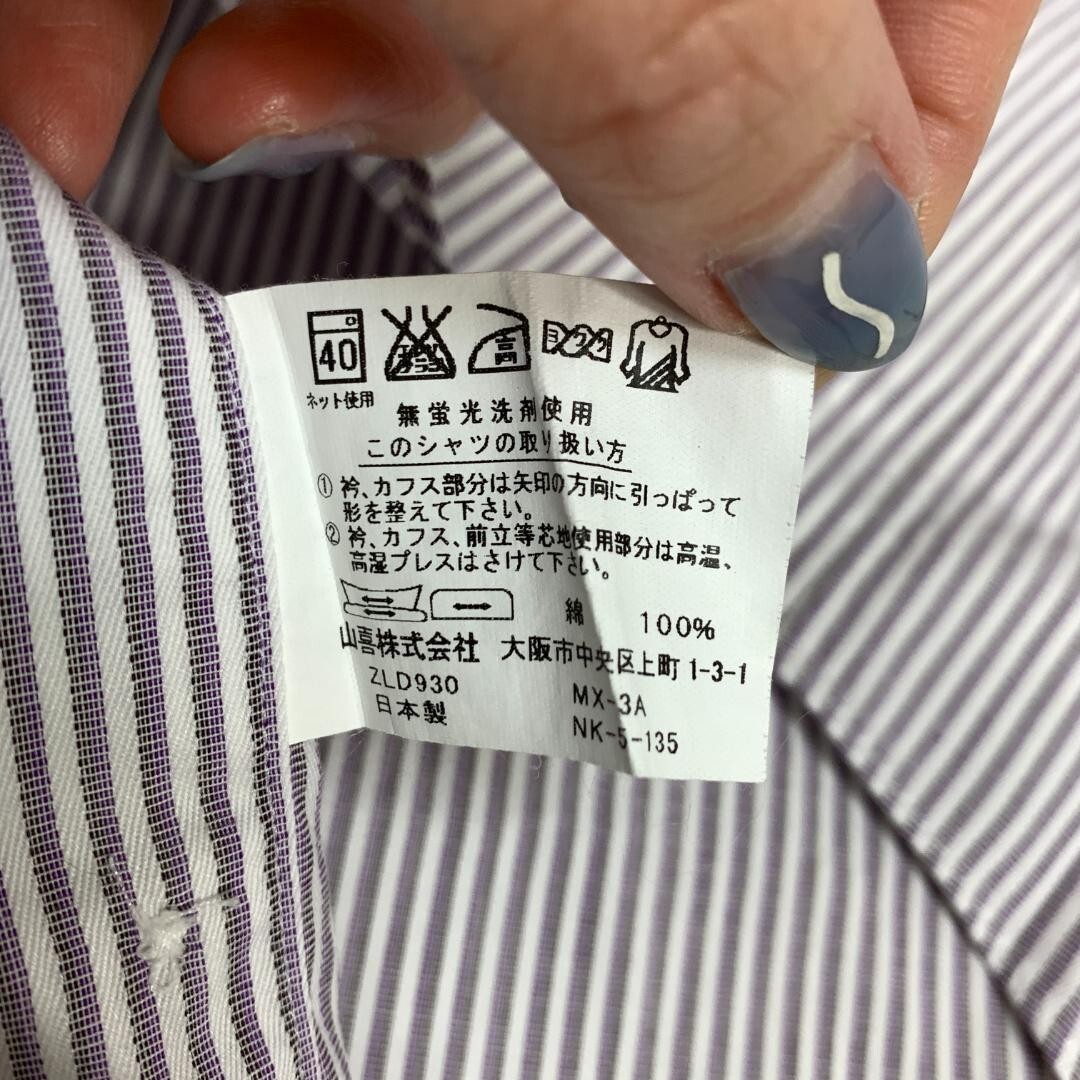 40
高
ヨワク
ネット使用
無蛍光洗剤使用
このシャツの取り扱い方
① 衿、カフス部分は矢印の方向に引っぱって
形を整えて下さい。
② 衿、カフス、前立等芯地使用部分は高温、
高湿プレスはさけて下さい。
綿 100%
山喜株式会社 大阪市中央区上町 1-3-1
ZLD930 MX-3A
日本製 NK-5-135